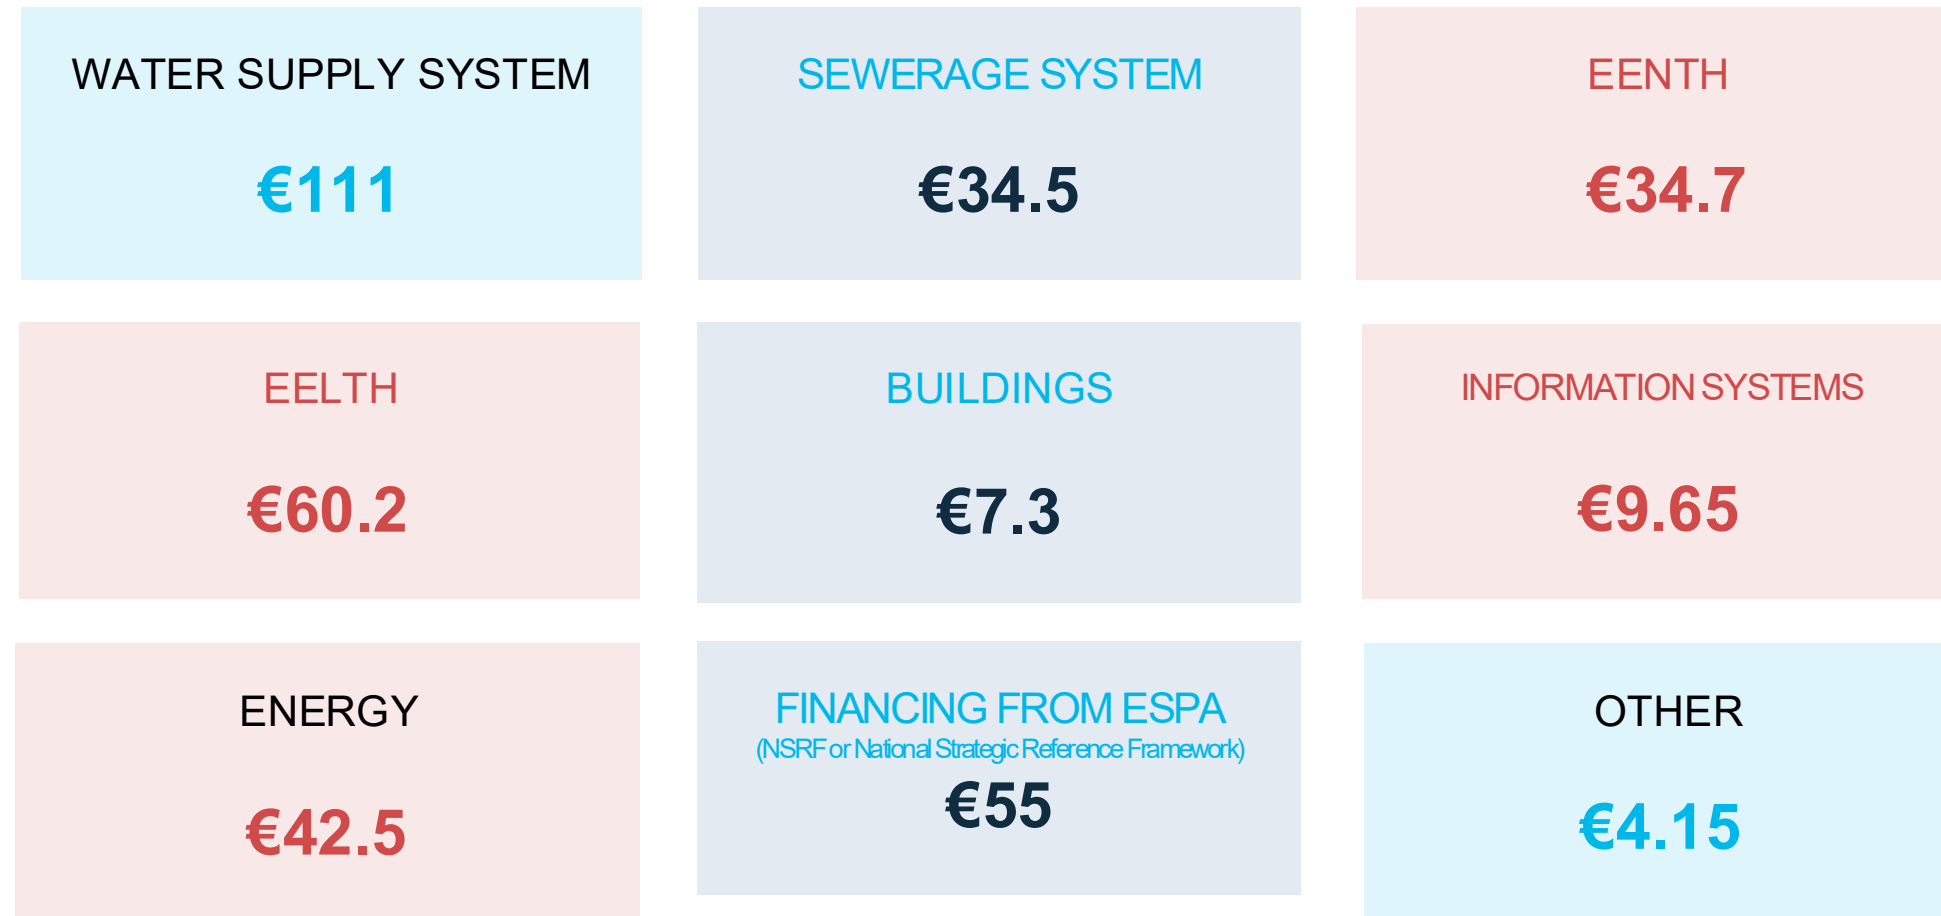 WATER SUPPLY SYSTEM
€111
SEWERAGE SYSTEM
€34.5
EENTH
€34.7
EELTH
€60.2
BUILDINGS
€7.3
INFORMATION SYSTEMS
€9.65
ENERGY
€42.5
FINANCING FROM ESPA
(NSRF or National Strategic Reference Framework)
€55
OTHER
€4.15